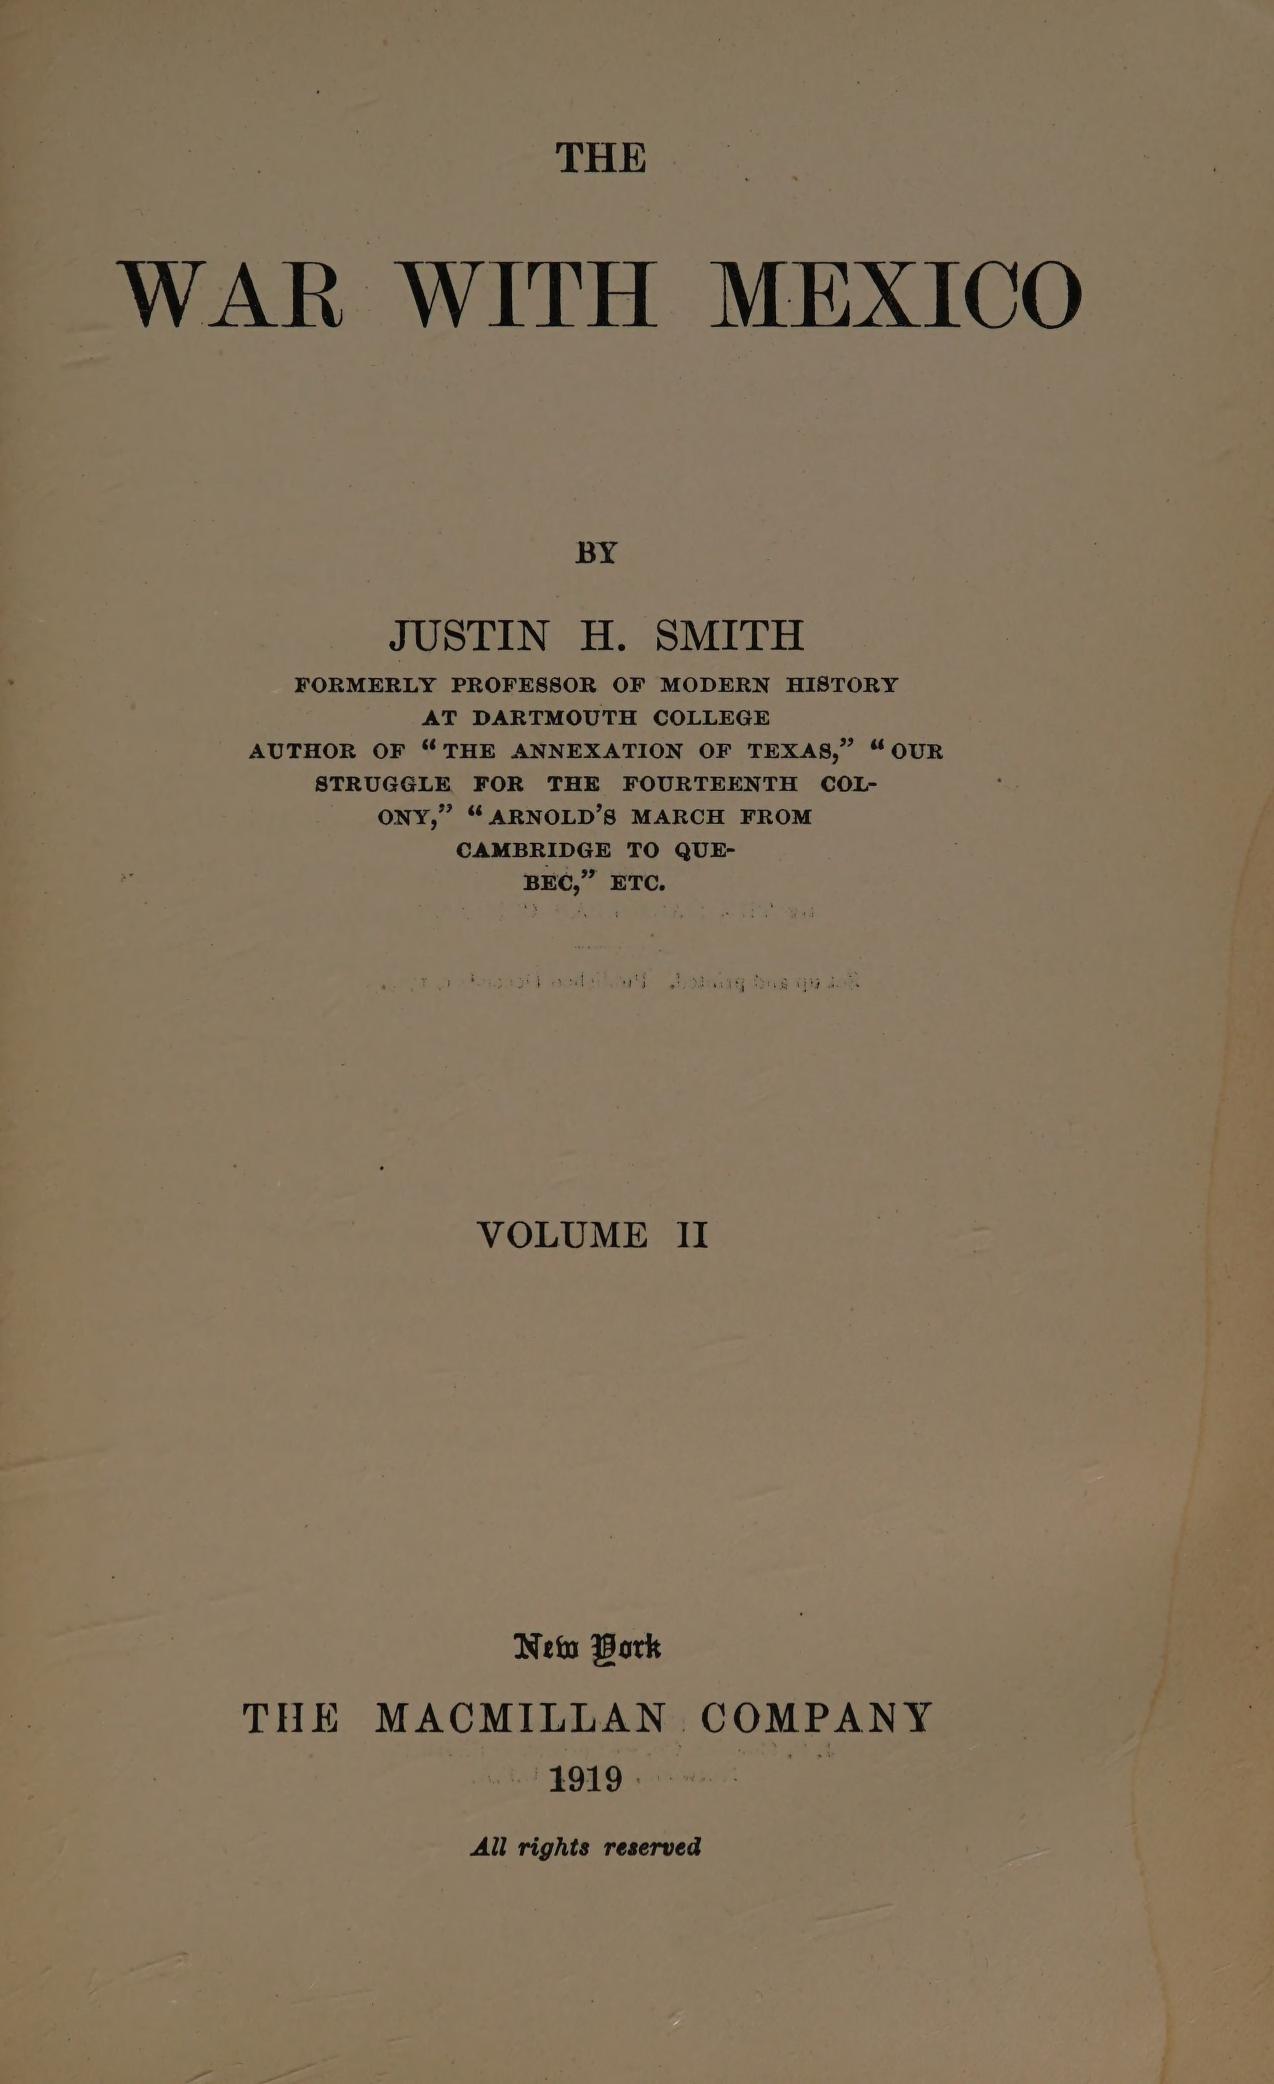 THE
WAR WITH MEXICO
BY
JUSTIN H. SMITH
FORMERLY PROFESSOR OF MODERN HISTORY
AT DARTMOUTH COLLEGE
AUTHOR OF “THE ANNEXATION OF TEXAS,” “OUR
STRUGGLE FOR THE FOURTEENTH COL-
ONY,” “ARNOLD’S MARCH FROM
CAMBRIDGE TO QUE-
BEC,” ETC.
VOLUME II
New York
THE MACMILLAN COMPANY
1919
All rights reserved